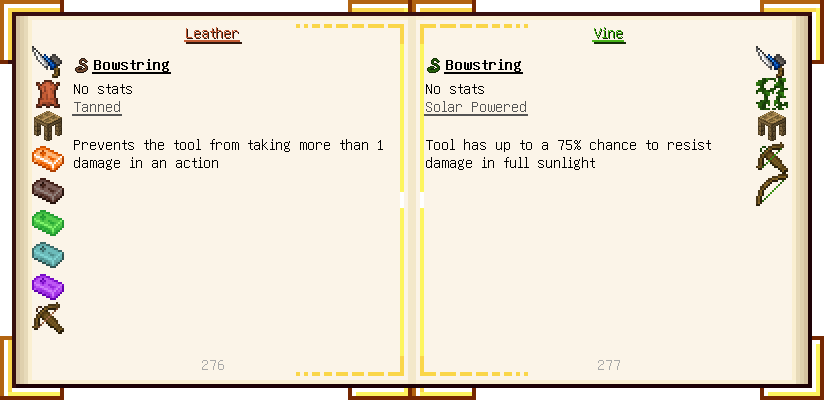 Leather
Bowstring
No stats
Tanned
Prevents the tool from taking more than 1
damage in an action
276
Vine
Bowstring
No stats
Solar Powered
Tool has up to a 75% chance to resist
damage in full sunlight
277